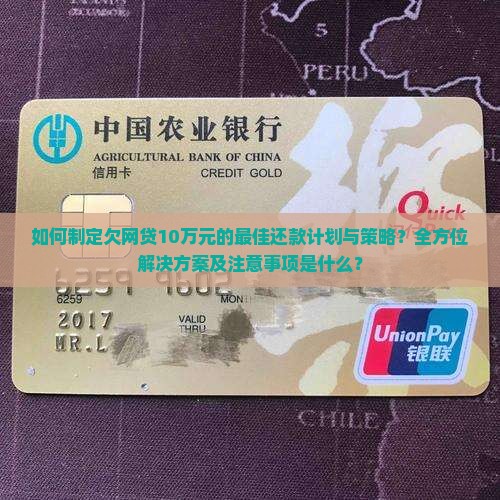 PERU
中国农业银行
AGRICULTURAL BANK OF CHINA
信用卡
CREDIT GOLD
Quick
如何制定欠网贷10万元的最佳还款计划与策略？全方位
解决方案及注意事项是什么？
6259
MON
2017
VALID
THRU
MR.L
UnionPay
银联
CHILE